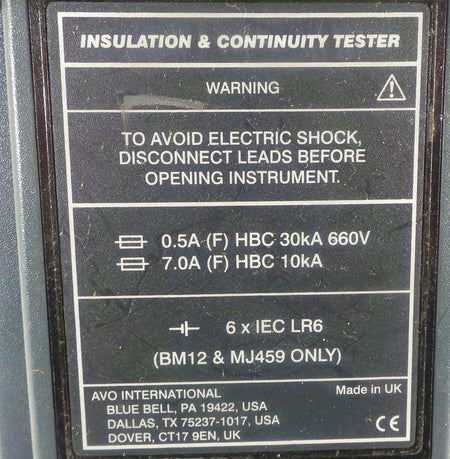 INSULATION & CONTINUITY TESTER
WARNING
TO AVOID ELECTRIC SHOCK,
DISCONNECT LEADS BEFORE
OPENING INSTRUMENT.
0.5A (F) HBC 30kA 660V
7.0A (F) HBC 10kA
6 x IEC LR6
(BM12 & MJ459 ONLY)
AVO INTERNATIONAL
BLUE BELL, PA 19422, USA
DALLAS, TX 75237-1017, USA
DOVER, CT17 9EN, UK
Made in UK
CE